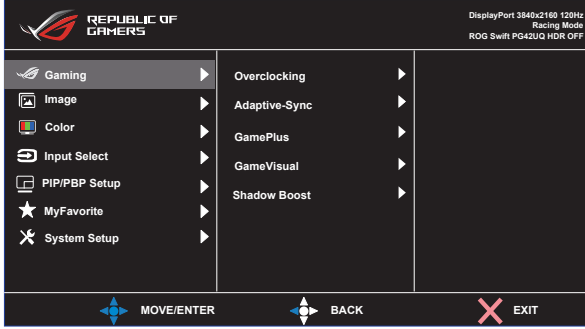 REPUBLIC OF
GAMERS
DisplayPort 3840x2160 120Hz
Racing Mode
ROG Swift PG42UQ HDR OFF
Gaming
Image
Color
Input Select
PIP/PBP Setup
MyFavorite
System Setup
Overclocking
Adaptive-Sync
GamePlus
GameVisual
Shadow Boost
MOVE/ENTER
BACK
EXIT